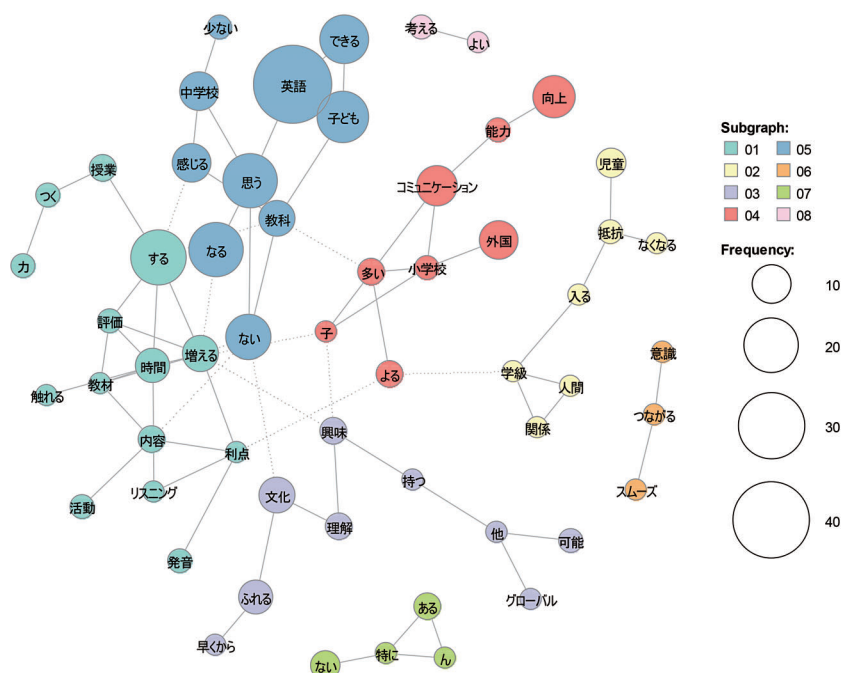 少ない
できる
考える
よい
英語
中学校
子ども
向上
能力
感じる
思う
コミュニケーション
児童
授業
つく
教科
抵抗
なくなる
外国
なる
する
力
多い
小学校
入る
評価
子
ない
増える
時間
意識
教材
触れる
よる
学級
人間
つながる
関係
内容
利点
興味
リスニング
持つ
スムーズ
活動
文化
理解
他
可能
発音
ふれる
グローバル
早くから
ある
ない
特に
ん
Subgraph:
01 05
02 06
03 07
04 08
Frequency:
10
20
30
40